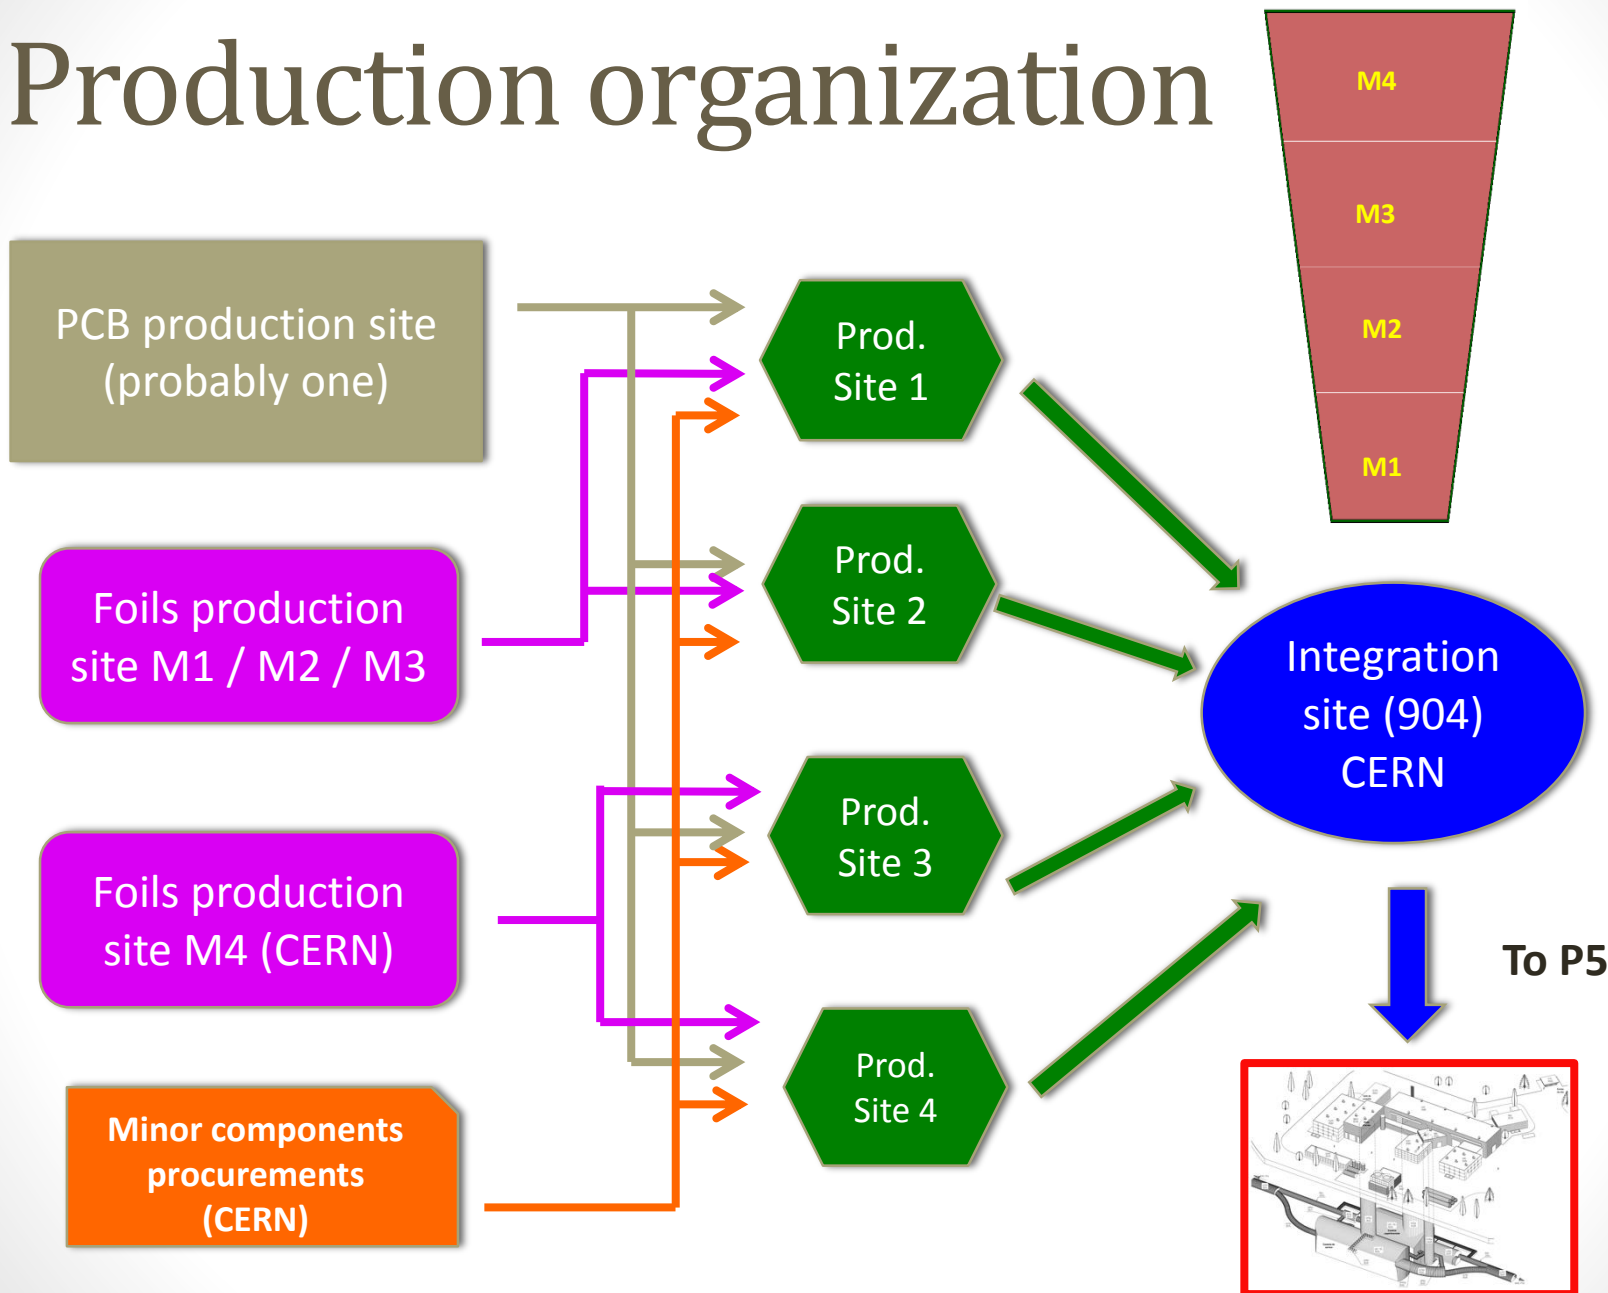 Production organization
M4
M3
M2
M1
PCB production site
(probably one)
Foils production
site M1 / M2 / M3
Foils production
site M4 (CERN)
Minor components
procurements
(CERN)
Prod.
Site 1
Prod.
Site 2
Prod.
Site 3
Prod.
Site 4
Integration
site (904)
CERN
To P5